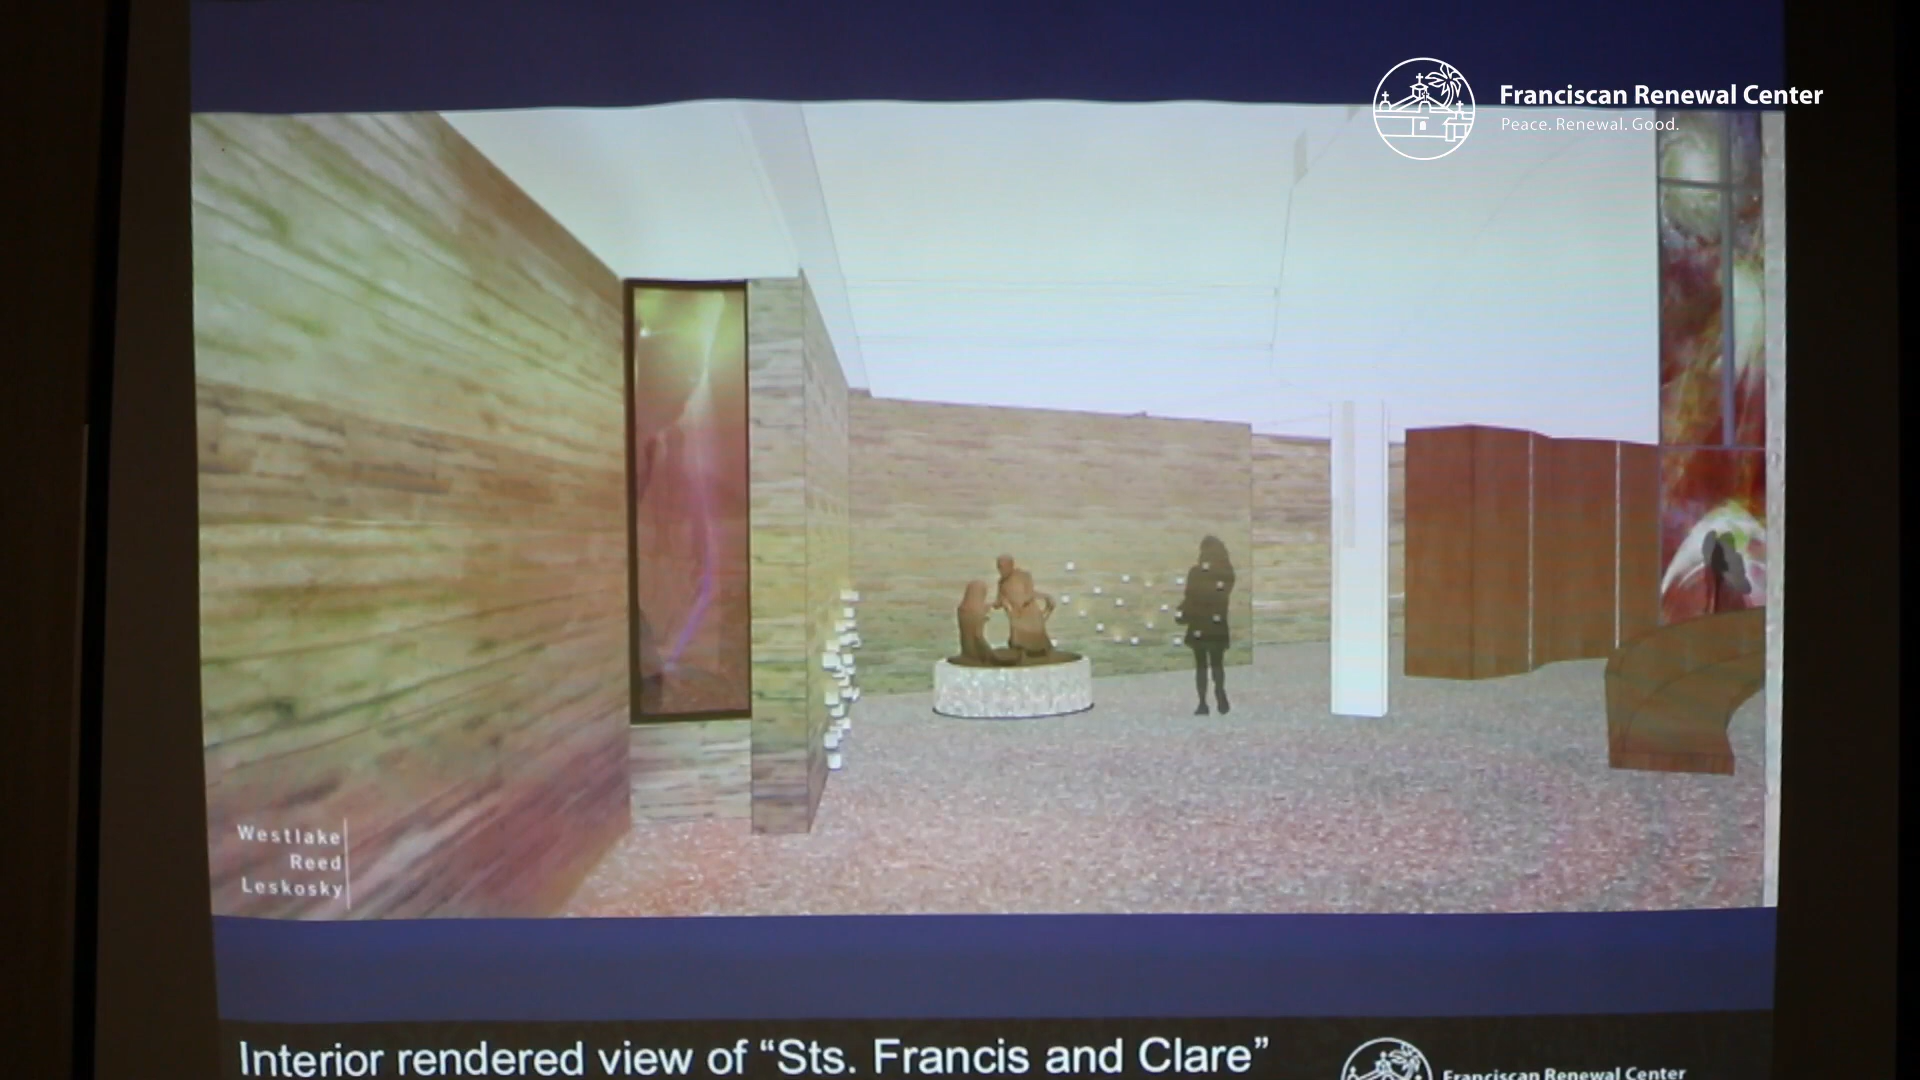 Franciscan Renewal Center
Peace. Renewal. Good.
Westlake
Reed
Leskosky
Interior rendered view of “Sts. Francis and Clare”
Franciscan Renewal Center